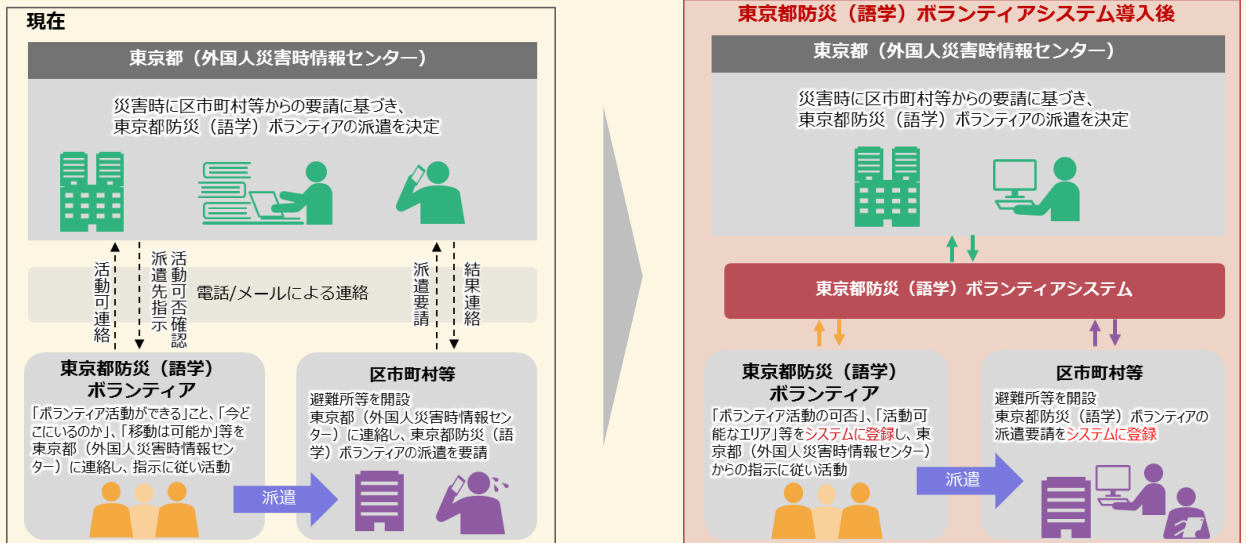 現在
東京都（外国人災害時情報センター）
災害時に区市町村等からの要請に基づき、
東京都防災（語学）ボランティアの派遣を決定
活動可連絡
活動可否確認
派遣先指示
電話/メールによる連絡
派遣要請
結果連絡
東京都防災（語学）
ボランティア
「ボランティア活動ができる」こと、「今ど
こにいるのか」、「移動は可能か」等を
東京都（外国人災害時情報セン
ター）に連絡し、指示に従い活動
派遣
区市町村等
避難所等を開設
東京都（外国人災害時情報セン
ター）に連絡し、東京都防災（語
学）ボランティアの派遣を要請
東京都防災（語学）ボランティアシステム導入後
東京都（外国人災害時情報センター）
災害時に区市町村等からの要請に基づき、
東京都防災（語学）ボランティアの派遣を決定
東京都防災（語学）ボランティアシステム
東京都防災（語学）
ボランティア
「ボランティア活動の可否」、「活動可
能なエリア」等をシステムに登録し、東
京都（外国人災害時情報センター）
からの指示に従い活動
派遣
区市町村等
避難所等を開設
東京都防災（語学）ボランティアの
派遣要請をシステムに登録